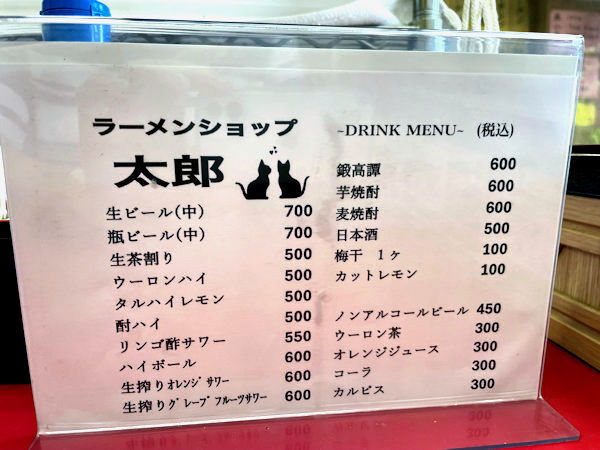 ラーメンショップ
太郎
生ビール(中) 700
瓶ビール(中) 700
生茶割り 500
ウーロンハイ 500
タルハイレモン 500
酎ハイ 500
リンゴ酢サワー 550
ハイボール 600
生搾りｵﾚﾝｼﾞｻﾜｰ 600
生搾りｸﾞﾚｰﾌﾟﾌﾙｰﾂｻﾜｰ 600
~DRINK MENU~ (税込)
鍛高譚 600
芋焼酎 600
麦焼酎 600
日本酒 500
梅干 1ヶ 100
カットレモン 100
ノンアルコールビール 450
ウーロン茶 300
オレンジジュース 300
コーラ 300
カルピス 300